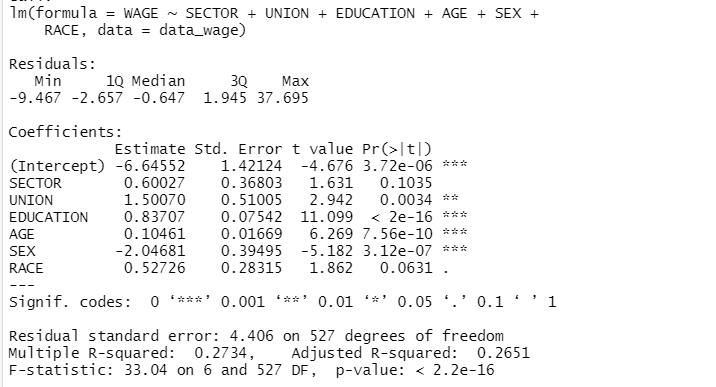 lm(formula = WAGE ~ SECTOR + UNION + EDUCATION + AGE + SEX +
    RACE, data = data_wage)

Residuals:
   Min     1Q Median     3Q    Max
-9.467 -2.657 -0.647  1.945 37.695

Coefficients:
            Estimate Std. Error t value Pr(>|t|)
(Intercept) -6.64552    1.42124  -4.676 3.72e-06 ***
SECTOR       0.60027    0.36803   1.631   0.1035
UNION        1.50070    0.51005   2.942   0.0034 **
EDUCATION    0.83707    0.07542  11.099  < 2e-16 ***
AGE          0.10461    0.01669   6.269 7.56e-10 ***
SEX         -2.04681    0.39495  -5.182 3.12e-07 ***
RACE         0.52726    0.28315   1.862   0.0631 .
---
Signif. codes:  0 ‘***’ 0.001 ‘**’ 0.01 ‘*’ 0.05 ‘.’ 0.1 ‘ ’ 1

Residual standard error: 4.406 on 527 degrees of freedom
Multiple R-squared:  0.2734,    Adjusted R-squared:  0.2651
F-statistic: 33.04 on 6 and 527 DF,  p-value: < 2.2e-16